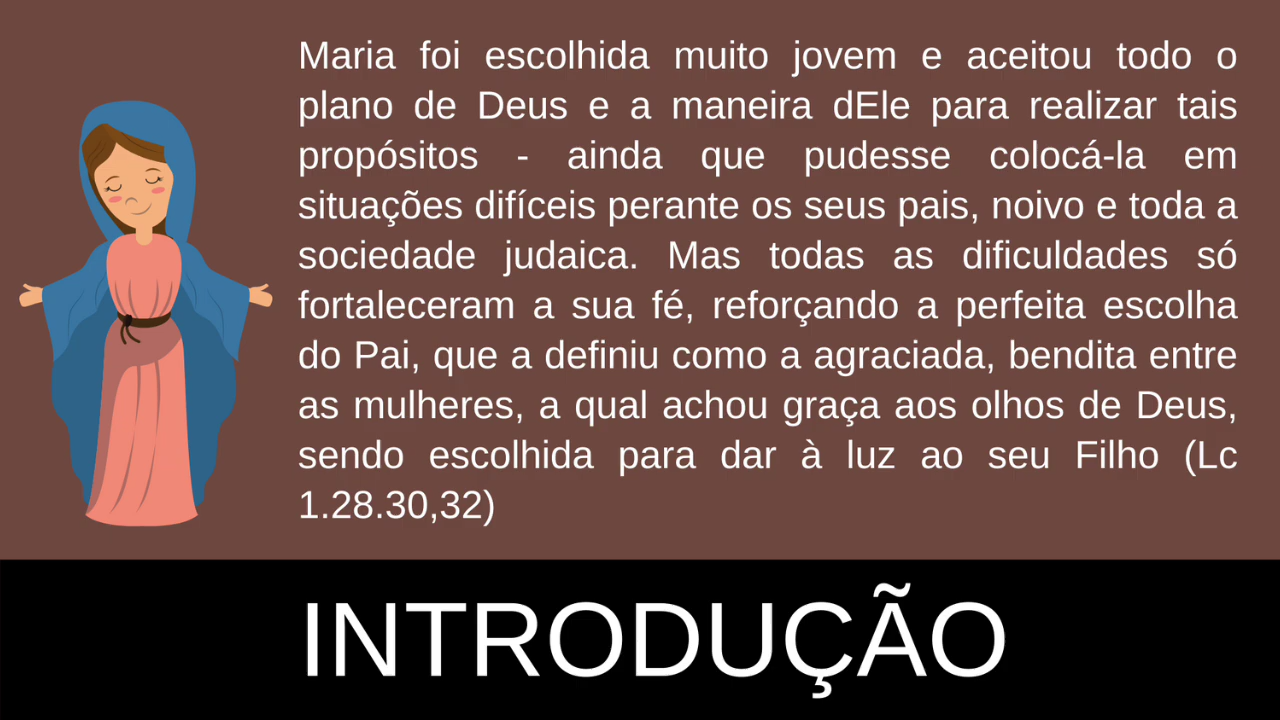 Maria foi escolhida muito jovem e aceitou todo o
plano de Deus e a maneira dEle para realizar tais
propósitos - ainda que pudesse colocá-la em
situações difíceis perante os seus pais, noivo e toda a
sociedade judaica. Mas todas as dificuldades só
fortaleceram a sua fé, reforçando a perfeita escolha
do Pai, que a definiu como a agraciada, bendita entre
as mulheres, a qual achou graça aos olhos de Deus,
sendo escolhida para dar à luz ao seu Filho (Lc
1.28.30,32)
INTRODUÇÃO